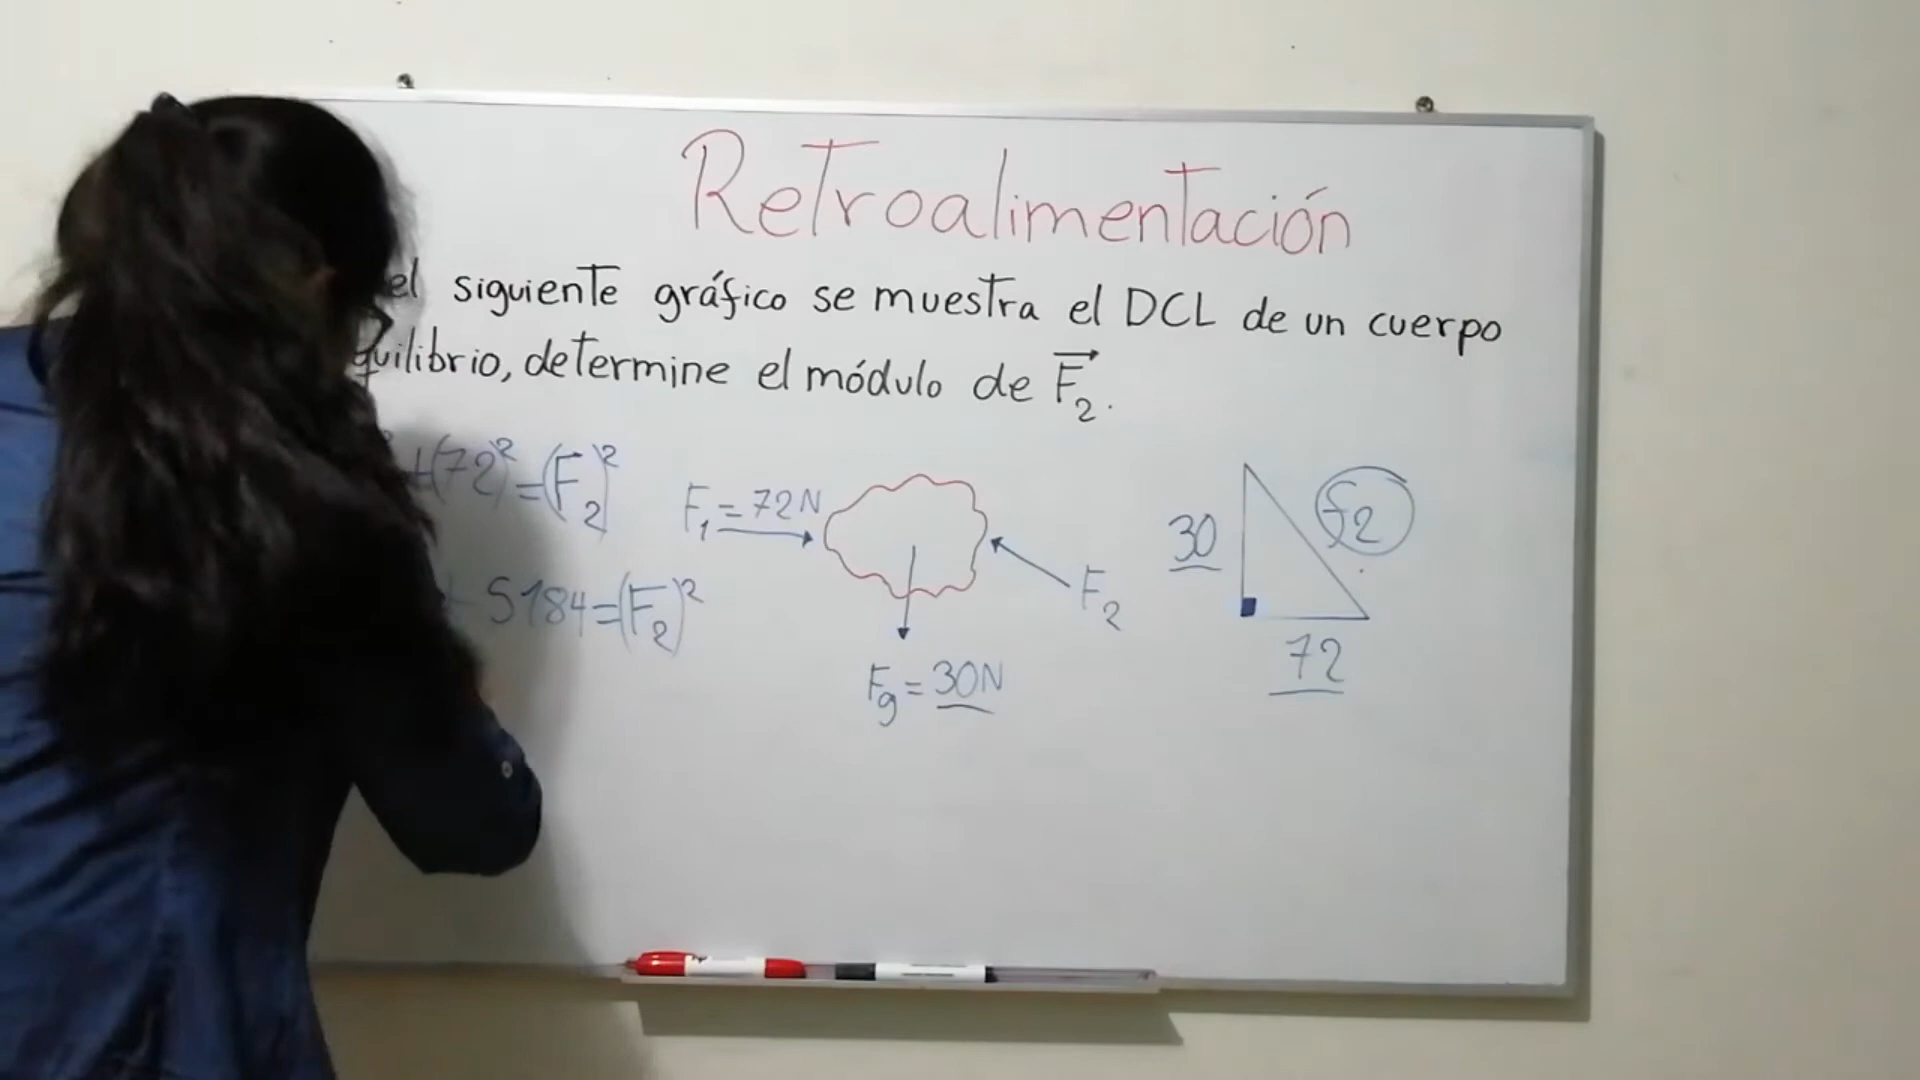 Retroalimentación
el siguiente gráfico se muestra el DCL de un cuerpo
quilibrio, determine el módulo de F₂.
+(72)²=(F₂)²
+ 5184=(F₂)²
F₁=72N
F₂
Fg=30N
30
f2
72